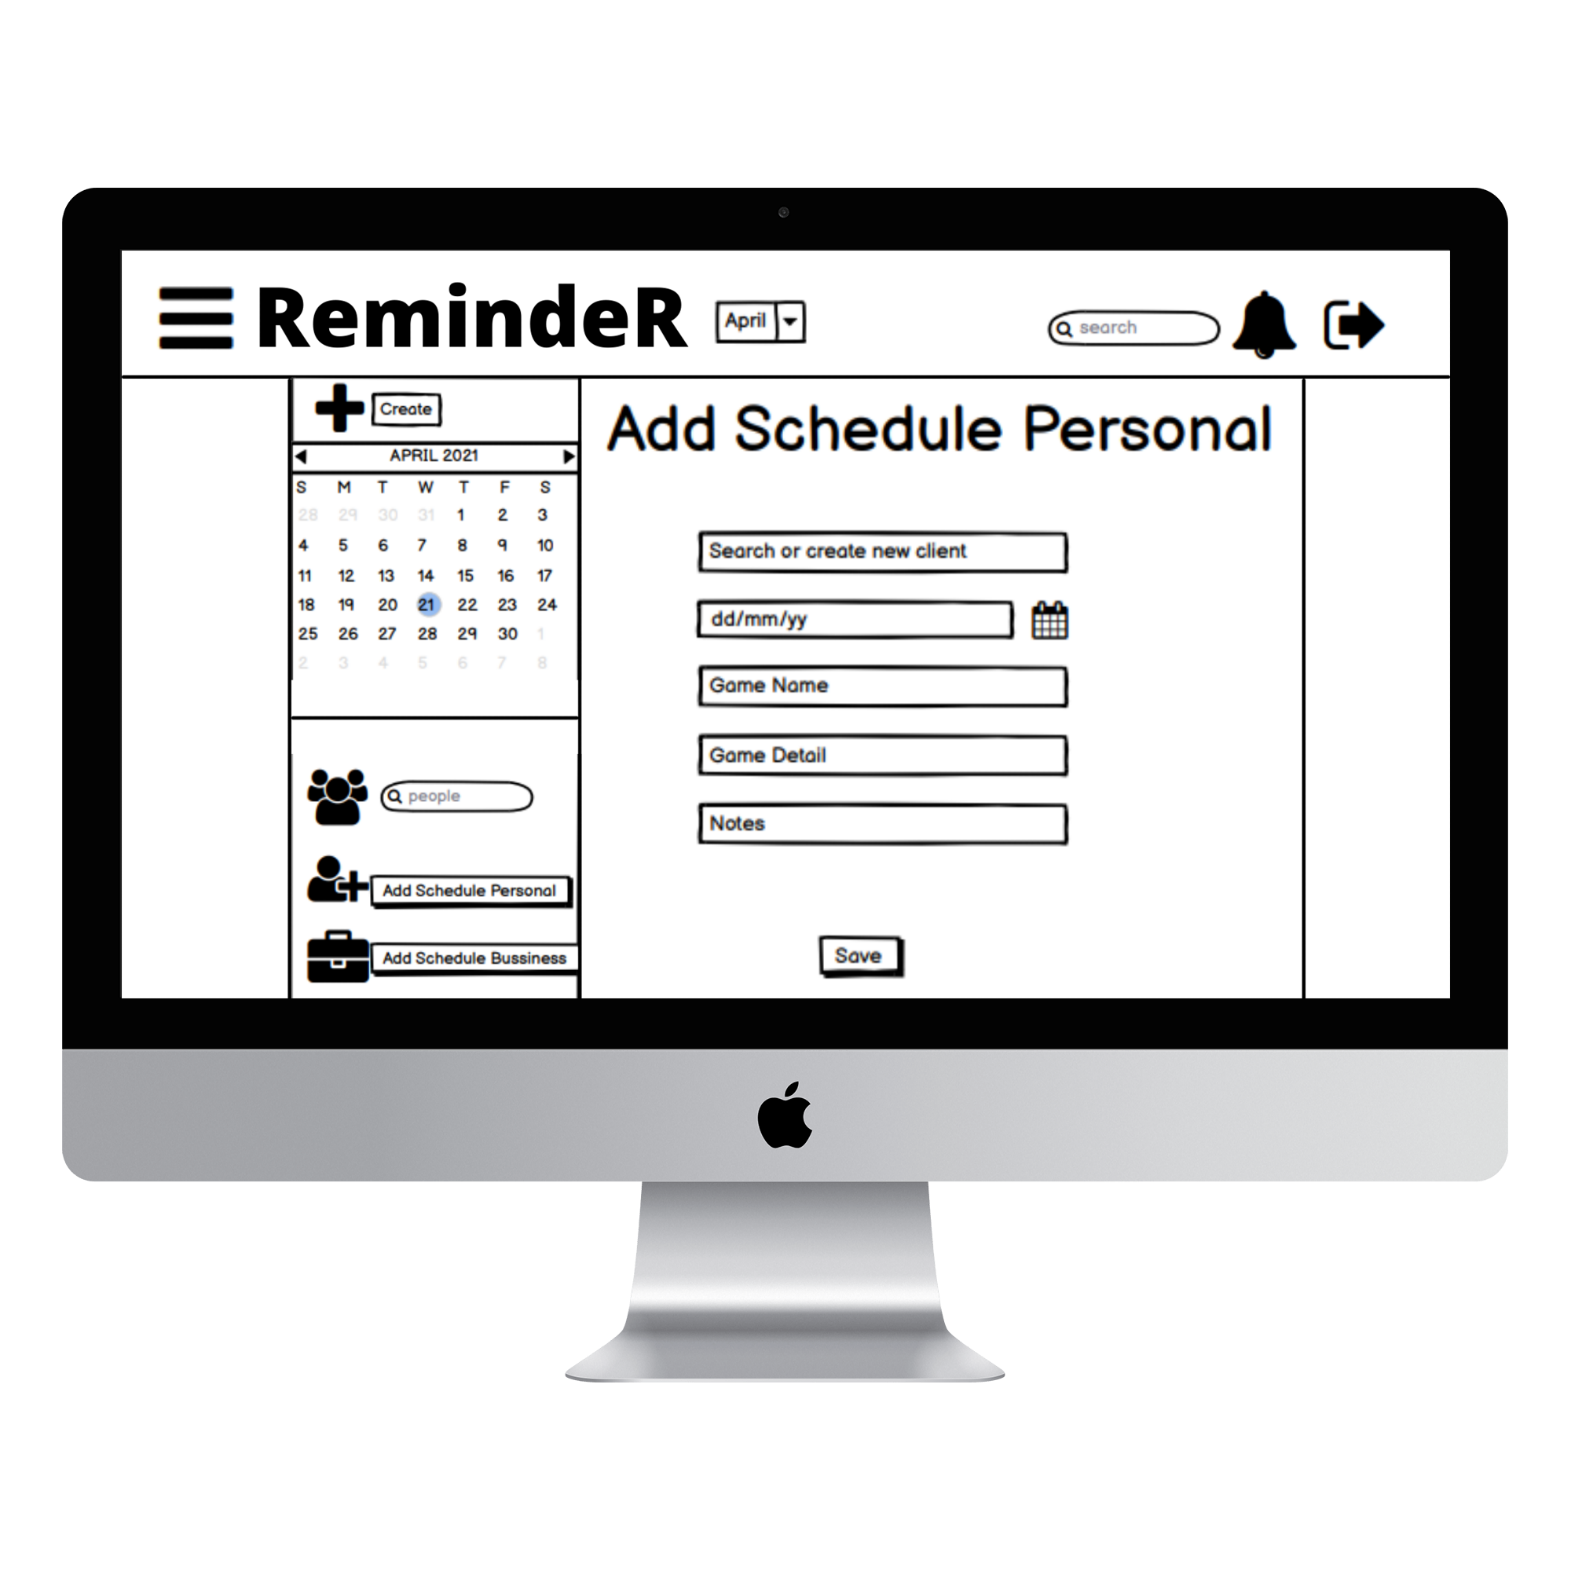 RemindeR
April
search
Create
APRIL 2021
S M T W T F S
28 29 30 31 1 2 3
4 5 6 7 8 9 10
11 12 13 14 15 16 17
18 19 20 21 22 23 24
25 26 27 28 29 30 1
2 3 4 5 6 7 8
people
Add Schedule Personal
Add Schedule Bussiness
Add Schedule Personal
Search or create new client
dd/mm/yy
Game Name
Game Detail
Notes
Save